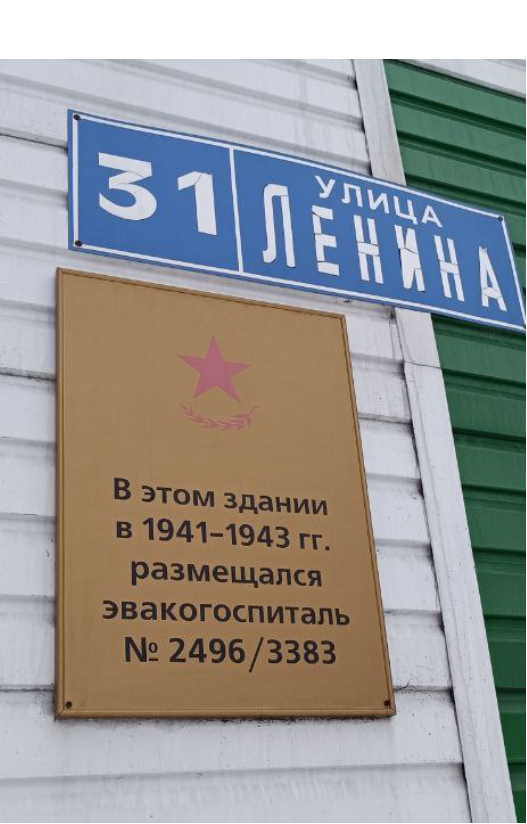 31
УЛИЦА
ЛЕНИНА
В этом здании
в 1941-1943 гг.
размещался
эвакогоспиталь
№ 2496/3383